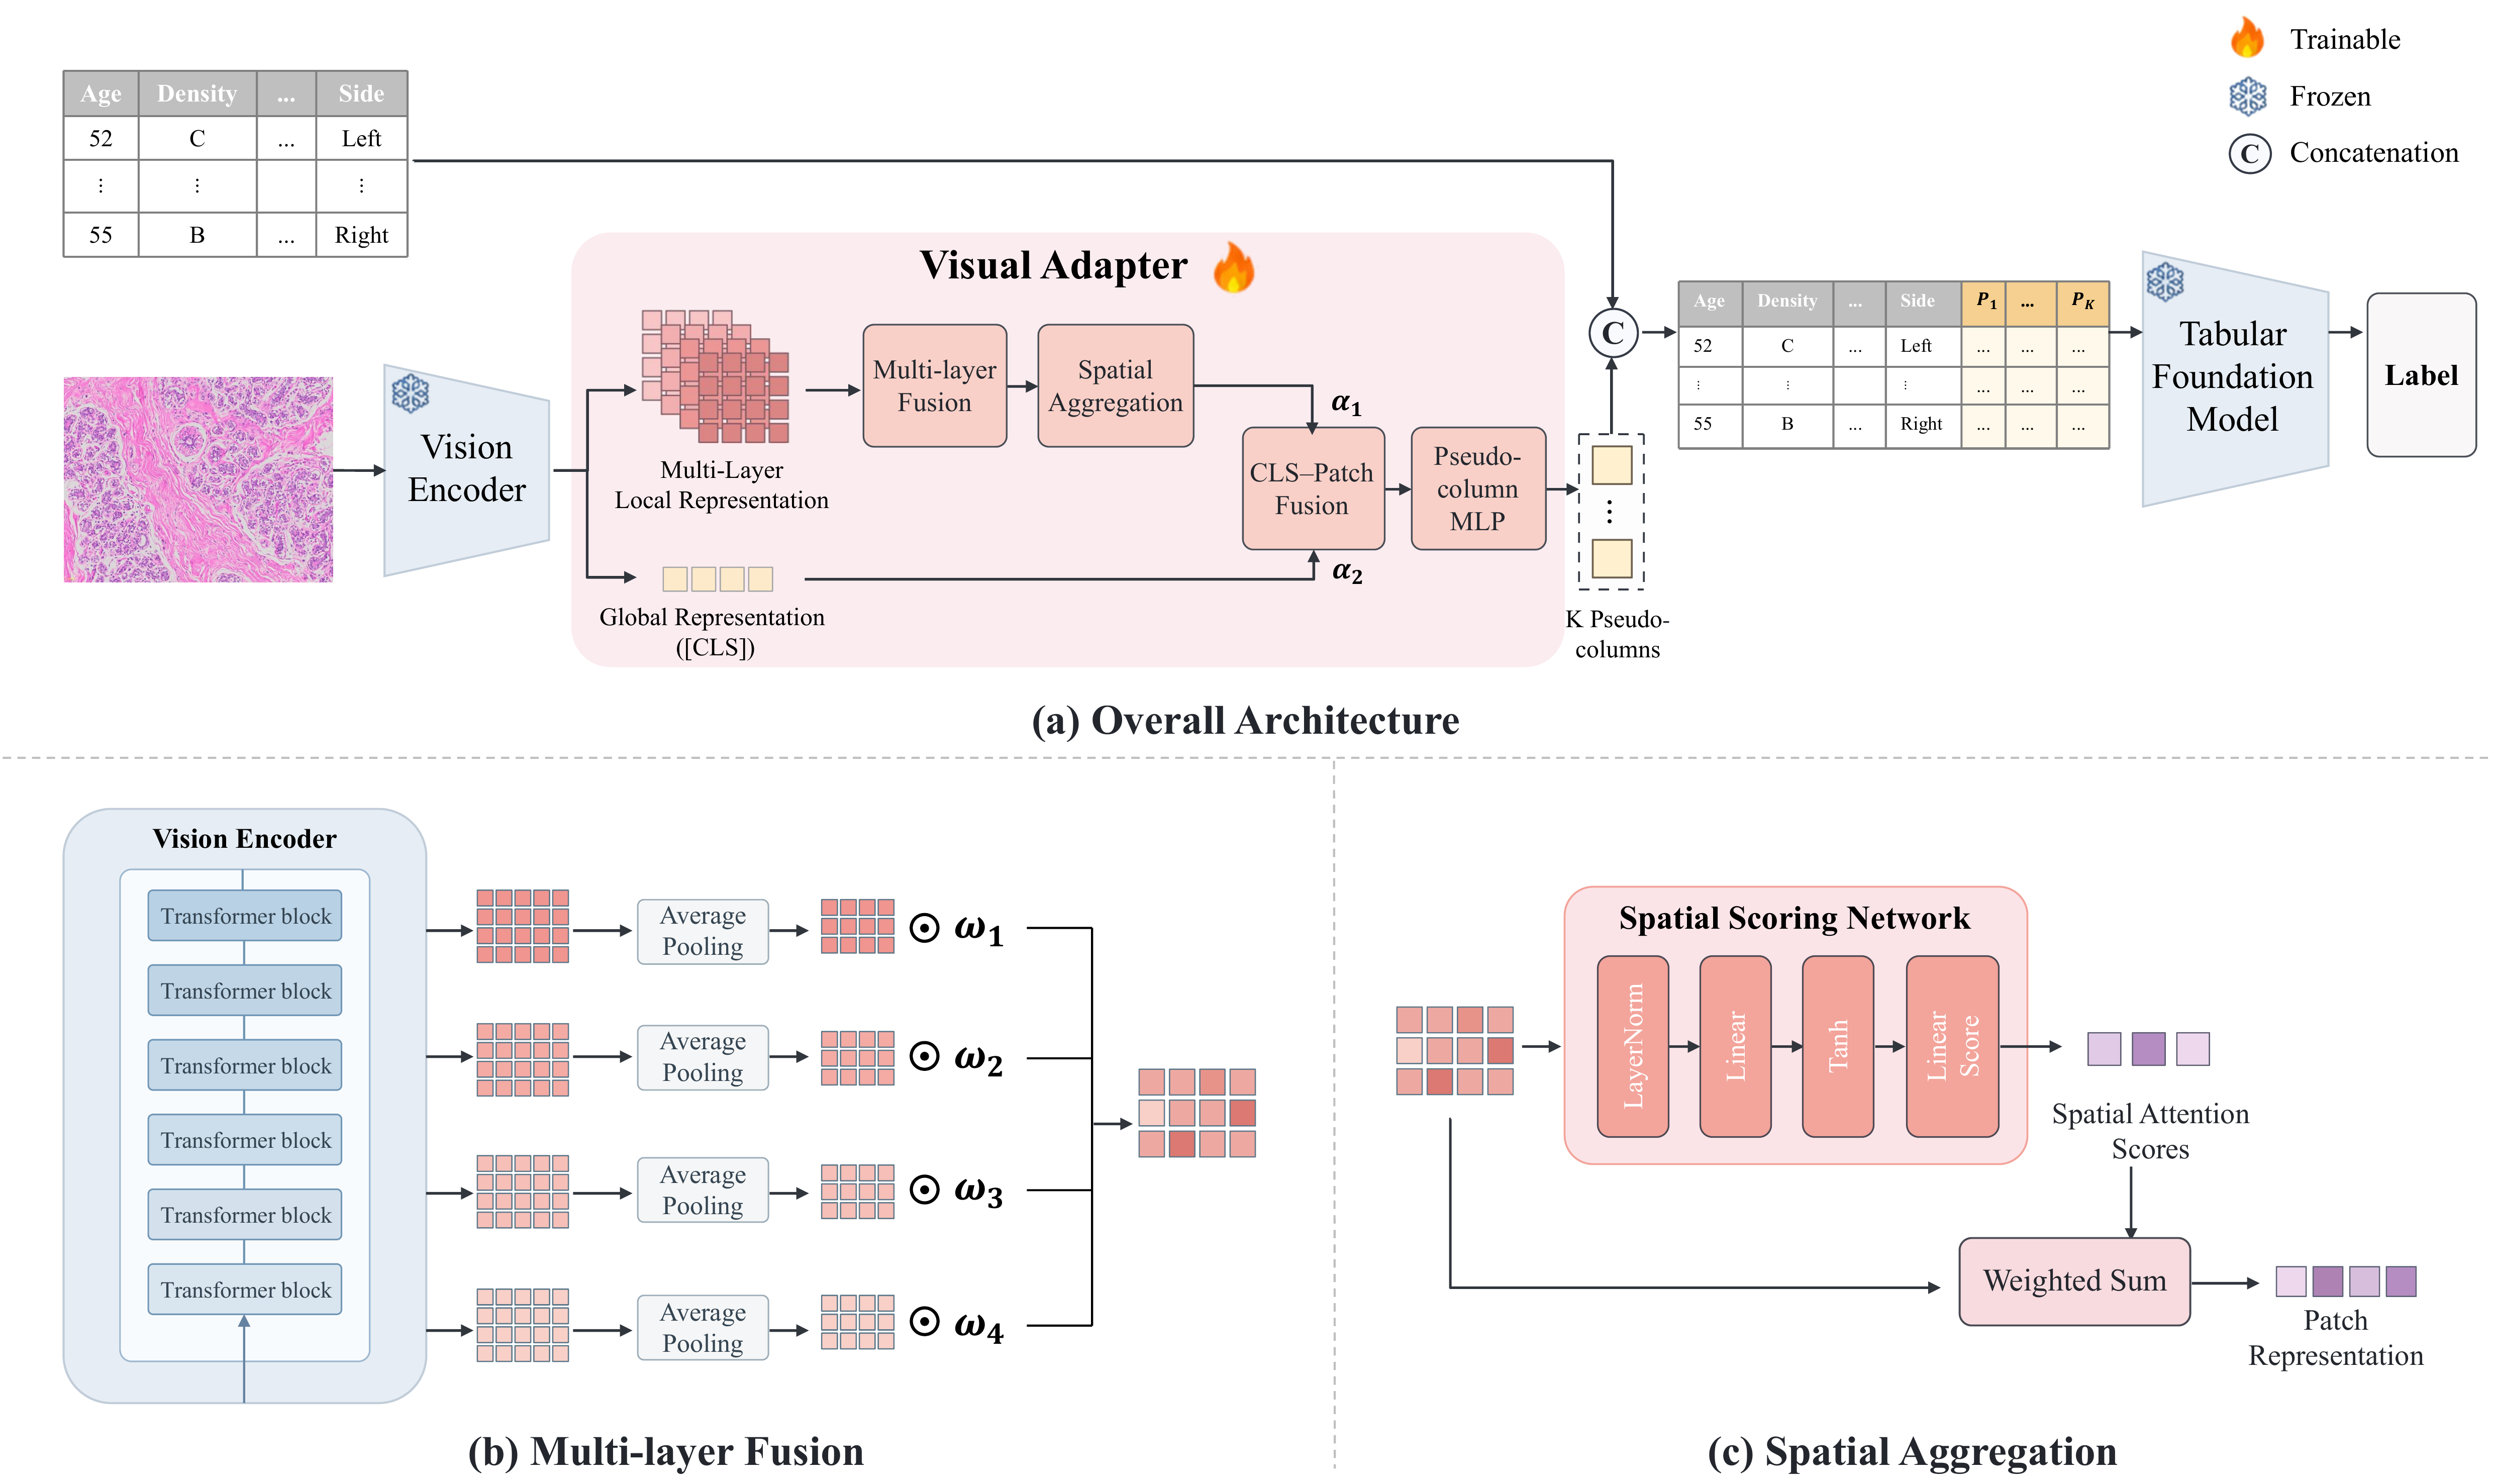 Trainable
Frozen
C Concatenation
Age Density ... Side
52 C ... Left
⋮ ⋮ ⋮
55 B ... Right
Visual Adapter
Vision
Encoder
Multi-Layer
Local Representation
Global Representation
([CLS])
Multi-layer
Fusion
Spatial
Aggregation
α1
α2
CLS–Patch
Fusion
Pseudo-
column
MLP
K Pseudo-
columns
C
Age Density ... Side P1 ... PK
52 C ... Left ... ... ...
⋮ ⋮ ⋮ ... ... ...
55 B ... Right ... ... ...
Tabular
Foundation
Model
Label
(a) Overall Architecture
Vision Encoder
Transformer block
Transformer block
Transformer block
Transformer block
Transformer block
Transformer block
Average
Pooling
⊙ ω1
Average
Pooling
⊙ ω2
Average
Pooling
⊙ ω3
Average
Pooling
⊙ ω4
(b) Multi-layer Fusion
Spatial Scoring Network
LayerNorm
Linear
Tanh
Linear
Score
Spatial Attention
Scores
Weighted Sum
Patch
Representation
(c) Spatial Aggregation